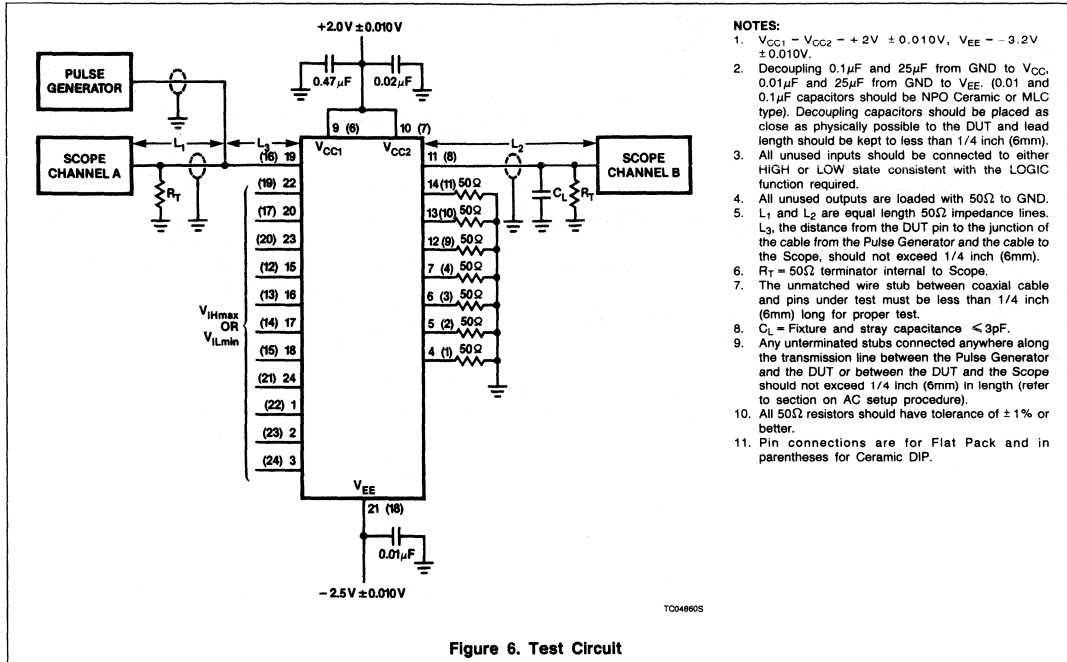 +2.0V ±0.010V
PULSE
GENERATOR
0.47μF
0.02μF
9 (6)
10 (7)
VCC1
VCC2
L1
L3
L2
SCOPE
CHANNEL A
RT
(16) 19
11 (8)
CL
RT
SCOPE
CHANNEL B
(19) 22
14 (11) 50Ω
(17) 20
13 (10) 50Ω
(20) 23
12 (9) 50Ω
(12) 15
7 (4) 50Ω
(13) 16
6 (3) 50Ω
(14) 17
5 (2) 50Ω
(15) 18
4 (1) 50Ω
(21) 24
(22) 1
(23) 2
(24) 3
VIHmax
OR
VILmin
VEE
21 (18)
0.01μF
−2.5V ±0.010V
TC04860S
NOTES:
1. VCC1 − VCC2 − +2V ±0.010V, VEE − −3.2V
±0.010V.
2. Decoupling 0.1μF and 25μF from GND to VCC,
0.01μF and 25μF from GND to VEE. (0.01 and
0.1μF capacitors should be NPO Ceramic or MLC
type). Decoupling capacitors should be placed as
close as physically possible to the DUT and lead
length should be kept to less than 1/4 inch (6mm).
3. All unused inputs should be connected to either
HIGH or LOW state consistent with the LOGIC
function required.
4. All unused outputs are loaded with 50Ω to GND.
5. L1 and L2 are equal length 50Ω impedance lines.
L3, the distance from the DUT pin to the junction of
the cable from the Pulse Generator and the cable to
the Scope, should not exceed 1/4 inch (6mm).
6. RT = 50Ω terminator internal to Scope.
7. The unmatched wire stub between coaxial cable
and pins under test must be less than 1/4 inch
(6mm) long for proper test.
8. CL = Fixture and stray capacitance ≤ 3pF.
9. Any unterminated stubs connected anywhere along
the transmission line between the Pulse Generator
and the DUT or between the DUT and the Scope
should not exceed 1/4 inch (6mm) in length (refer
to section on AC setup procedure).
10. All 50Ω resistors should have tolerance of ±1% or
better.
11. Pin connections are for Flat Pack and in
parentheses for Ceramic DIP.
Figure 6. Test Circuit